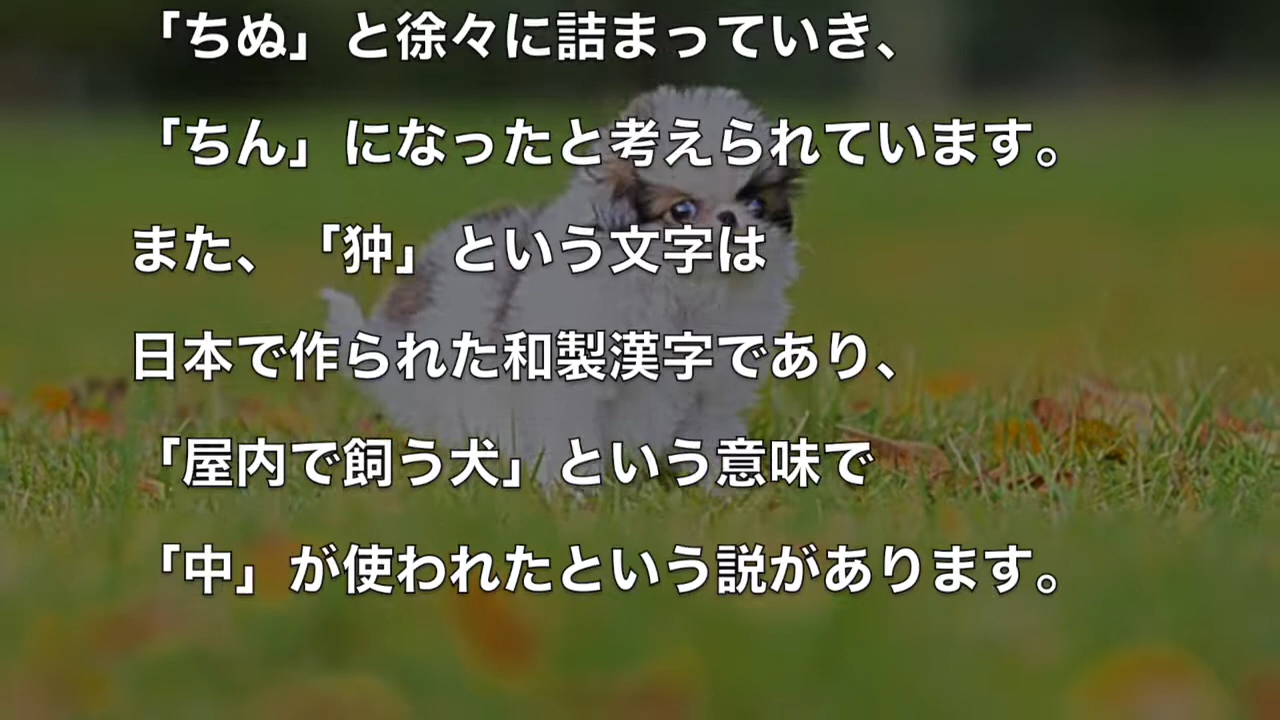 「ちぬ」と徐々に詰まっていき、
「ちん」になったと考えられています。
また、「狆」という文字は
日本で作られた和製漢字であり、
「屋内で飼う犬」という意味で
「中」が使われたという説があります。